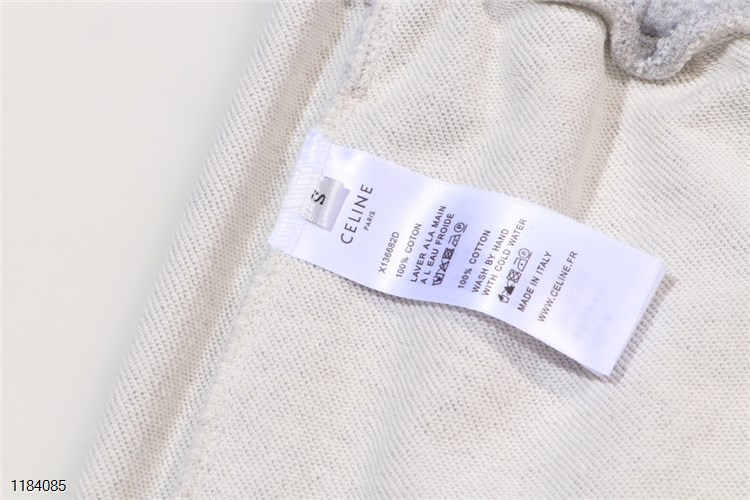 S
CELINE
PARIS
X136682D
100% COTON
LAVER A LA MAIN
A L EAU FROIDE
100% COTTON
WASH BY HAND
WITH COLD WATER
MADE IN ITALY
WWW.CELINE.FR
1184085